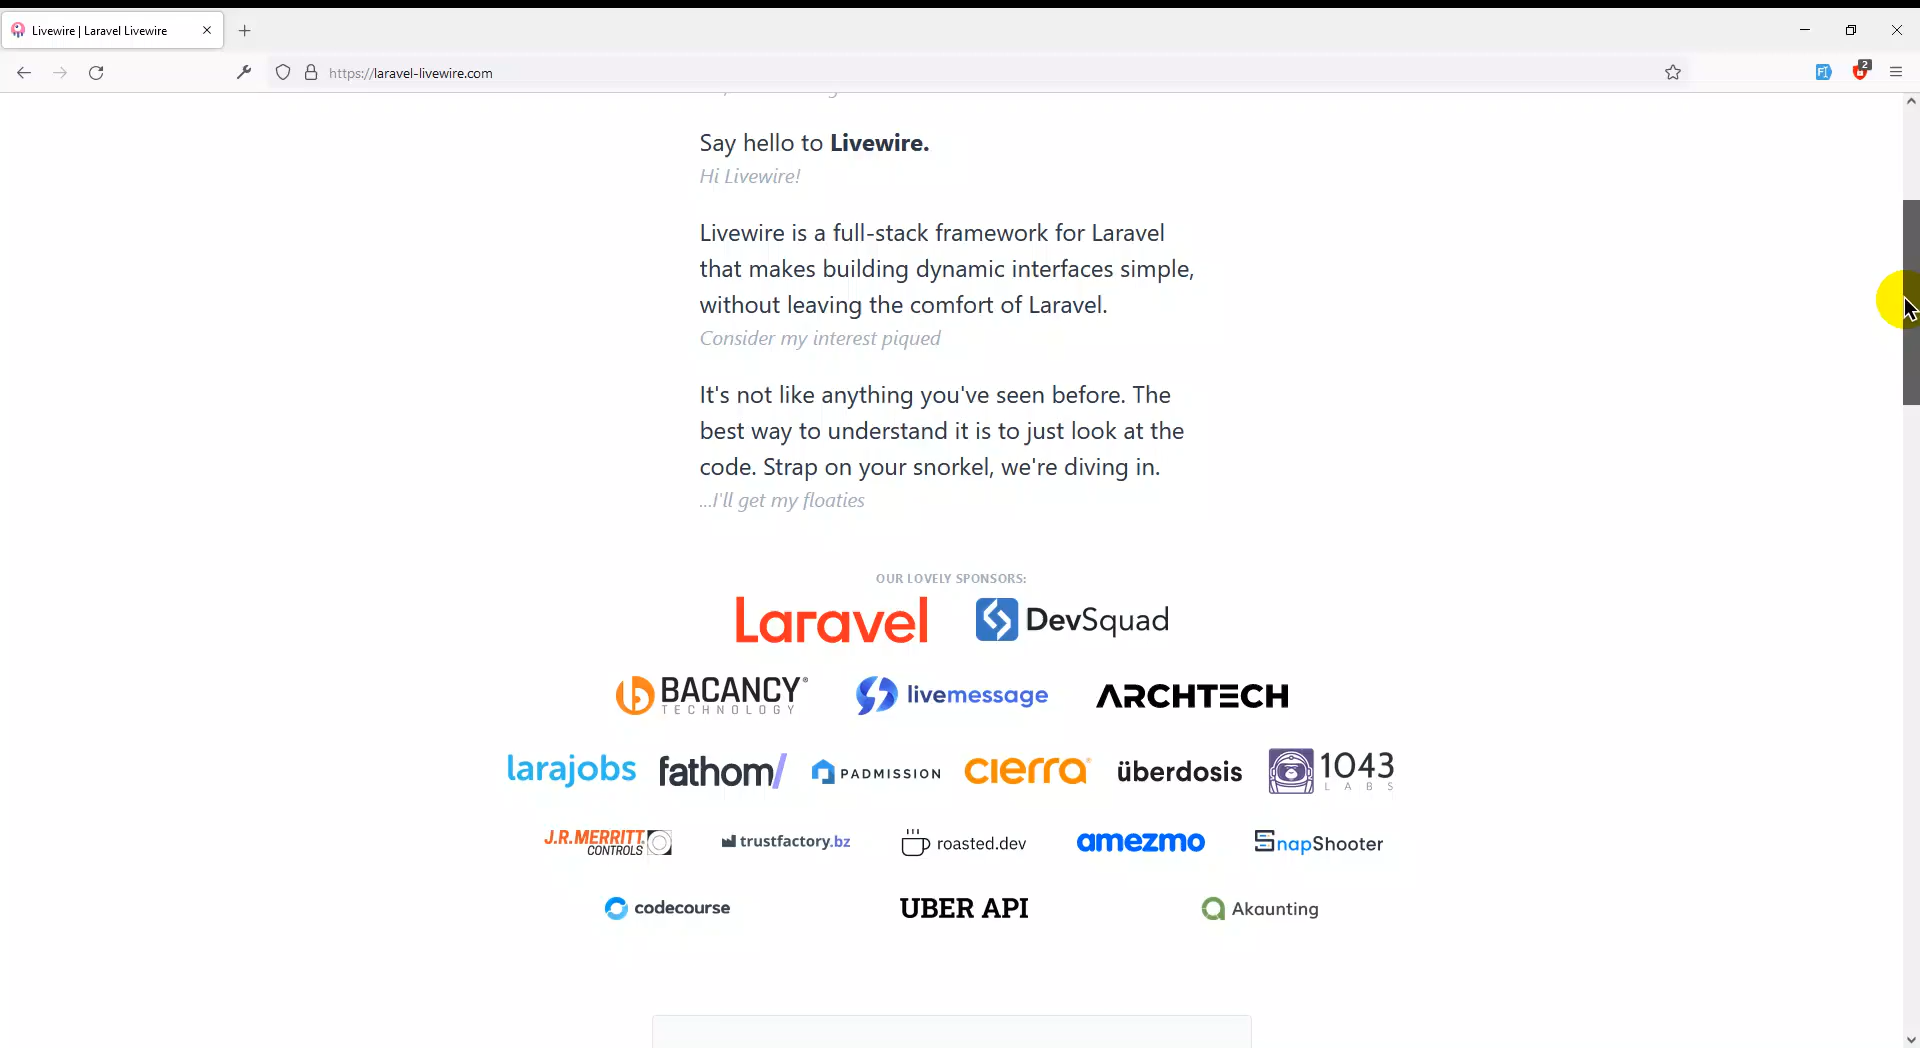 Livewire | Laravel Livewire
https://laravel-livewire.com
2
Say hello to Livewire.
Hi Livewire!
Livewire is a full-stack framework for Laravel
that makes building dynamic interfaces simple,
without leaving the comfort of Laravel.
Consider my interest piqued
It's not like anything you've seen before. The
best way to understand it is to just look at the
code. Strap on your snorkel, we're diving in.
...I'll get my floaties
OUR LOVELY SPONSORS:
Laravel DevSquad
BACANCY TECHNOLOGY livemessage ARCHTECH
larajobs fathom/ PADMISSION cierra überdosis 1043 LABS
J.R.MERRITT CONTROLS trustfactory.bz roasted.dev amezmo SnapShooter
codecourse UBER API Akaunting